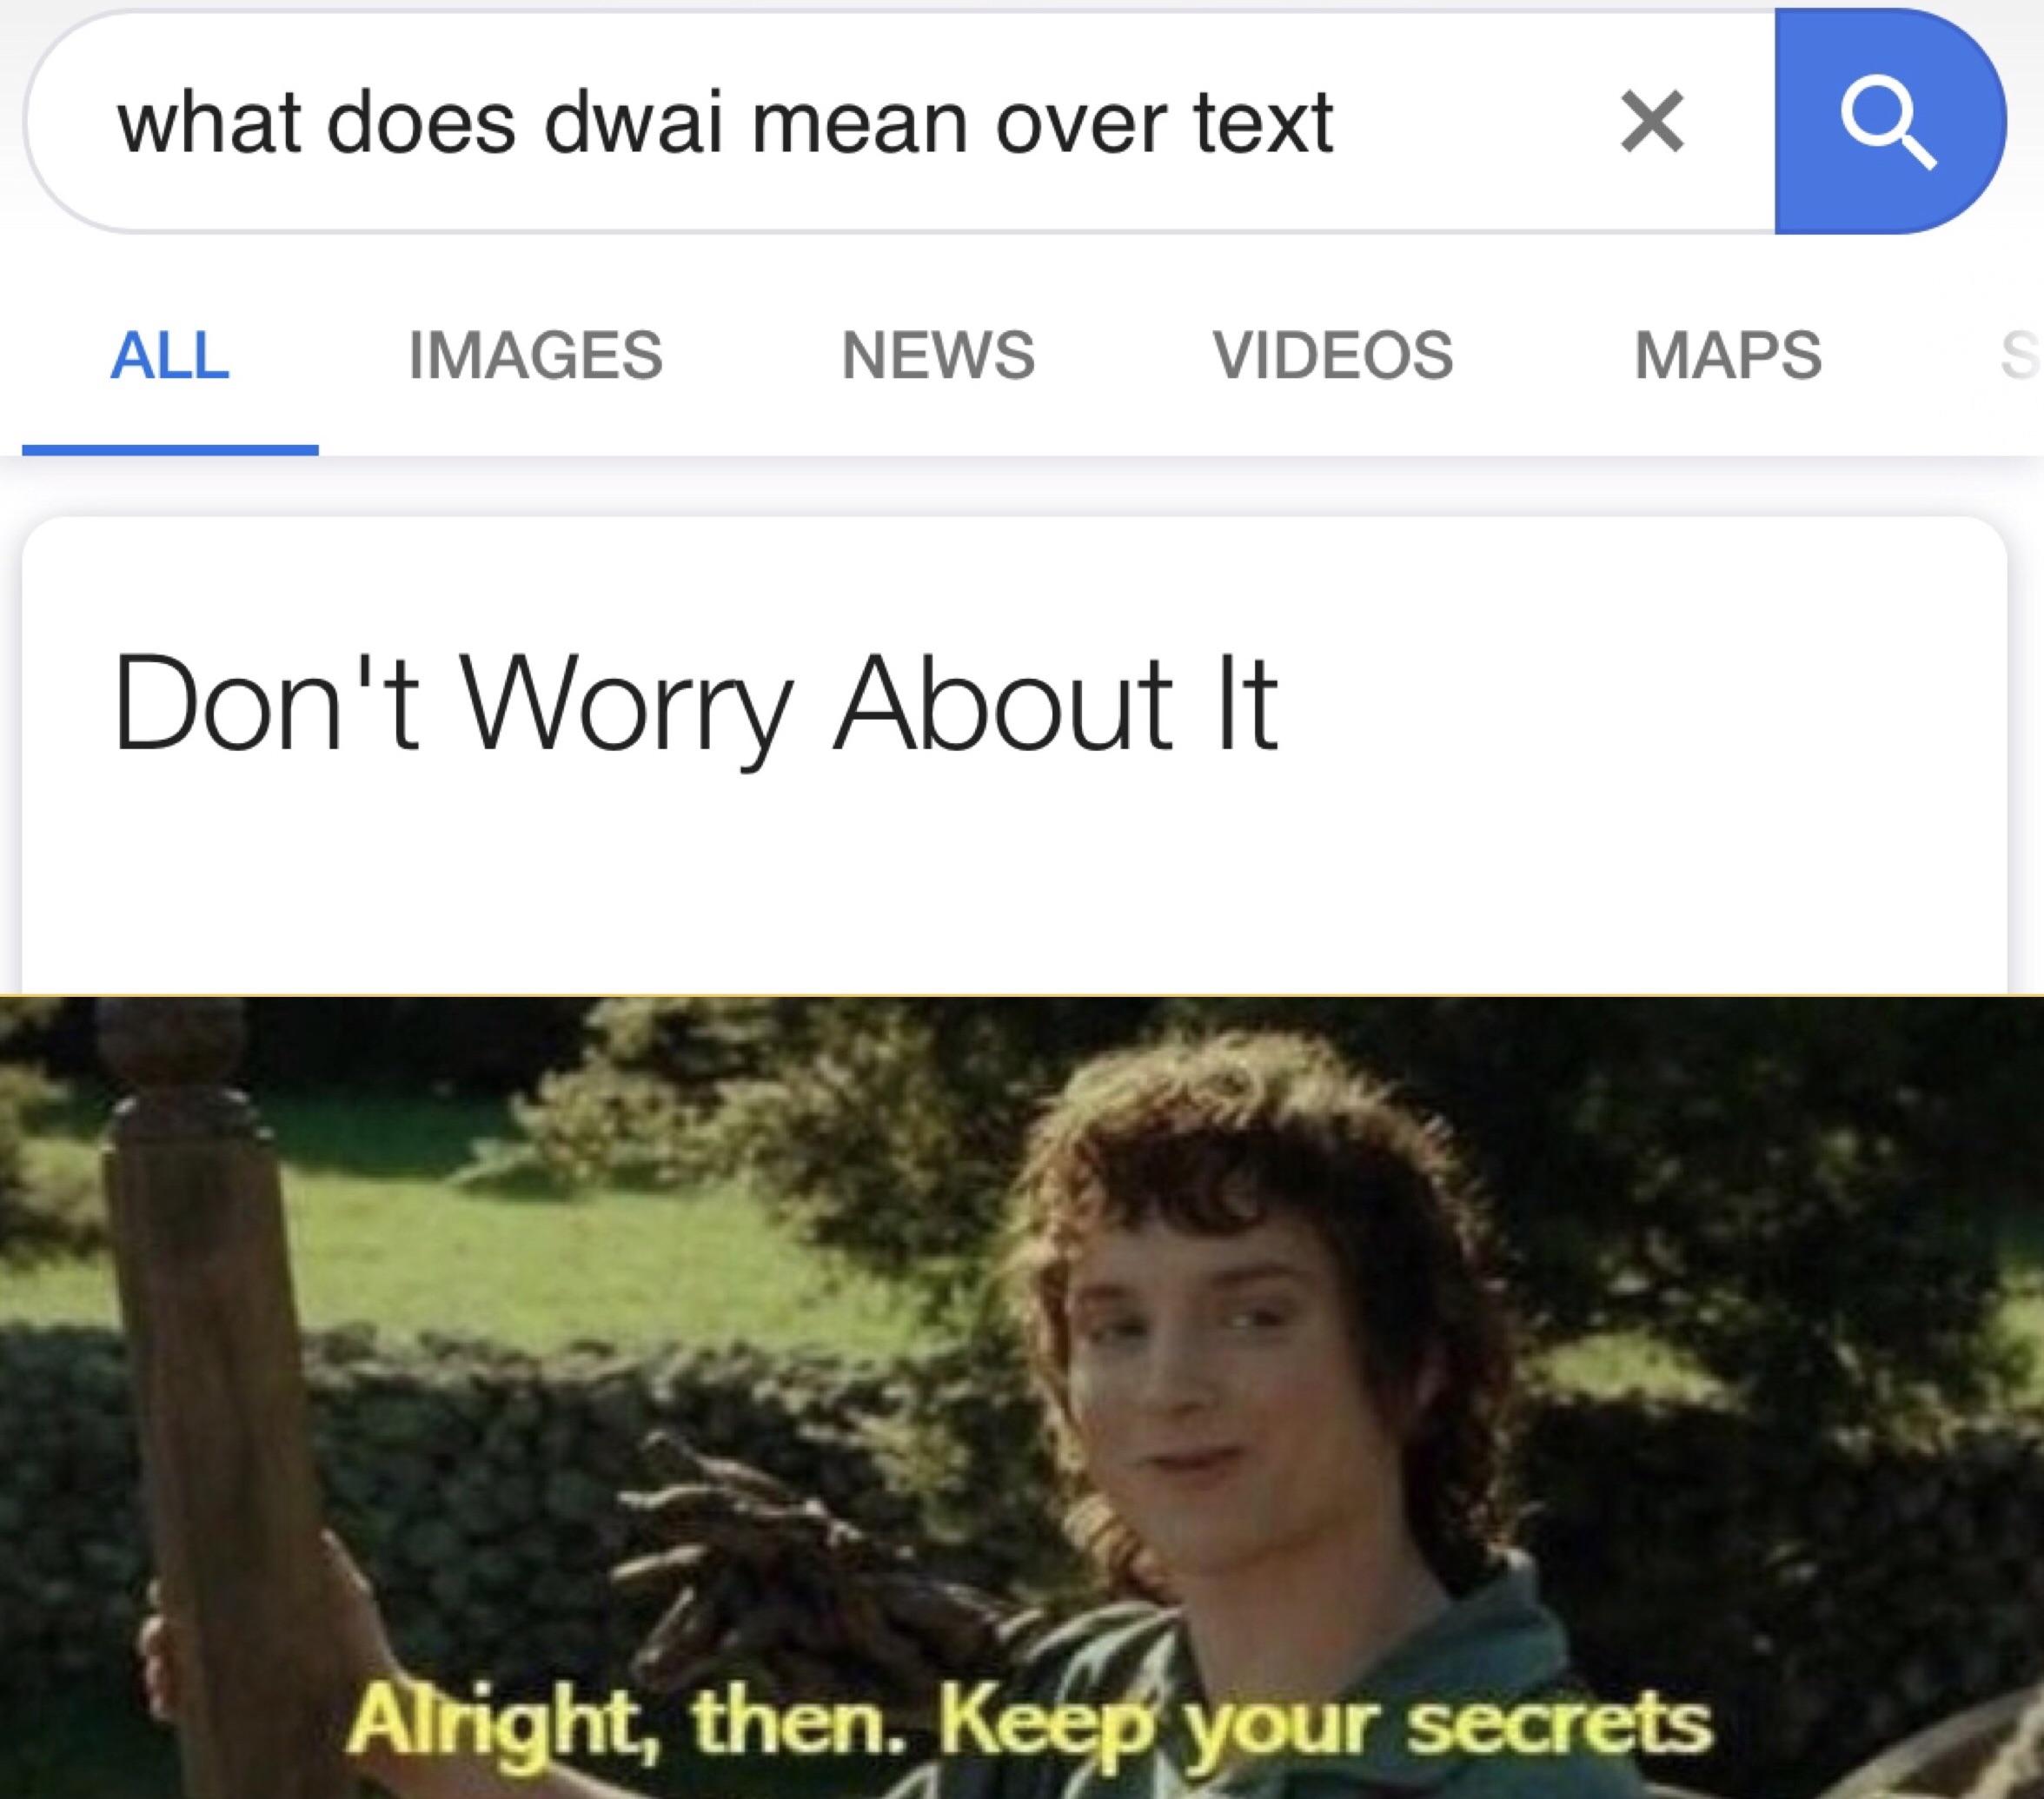 what does dwai mean over text
ALL IMAGES NEWS VIDEOS MAPS S
Don't Worry About It
Alright, then. Keep your secrets